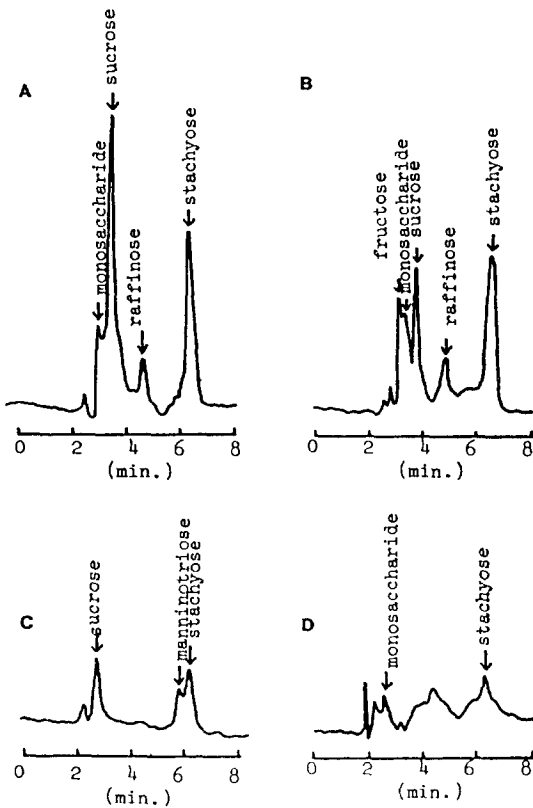 A
monosaccharide
sucrose
raffinose
stachyose
0 2 4 6 8
(min.)
B
fructose
monosaccharide
sucrose
raffinose
stachyose
0 2 4 6 8
(min.)
C
sucrose
manninotriose
stachyose
0 2 4 6 8
(min.)
D
monosaccharide
stachyose
0 2 4 6 8
(min.)